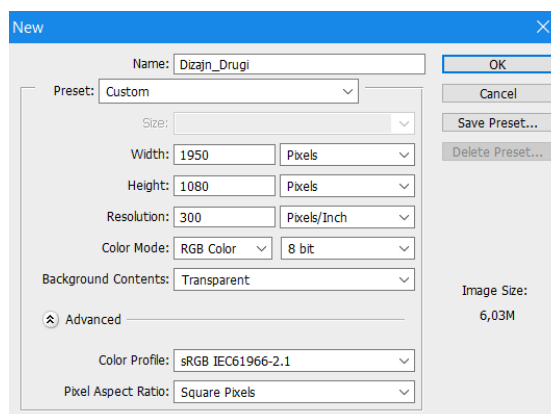 New
Name: Dizajn_Drugi OK
Preset: Custom Cancel
Size: Save Preset...
Width: 1950 Pixels Delete Preset...
Height: 1080 Pixels
Resolution: 300 Pixels/Inch
Color Mode: RGB Color 8 bit
Background Contents: Transparent
Image Size:
6,03M
Advanced
Color Profile: sRGB IEC61966-2.1
Pixel Aspect Ratio: Square Pixels